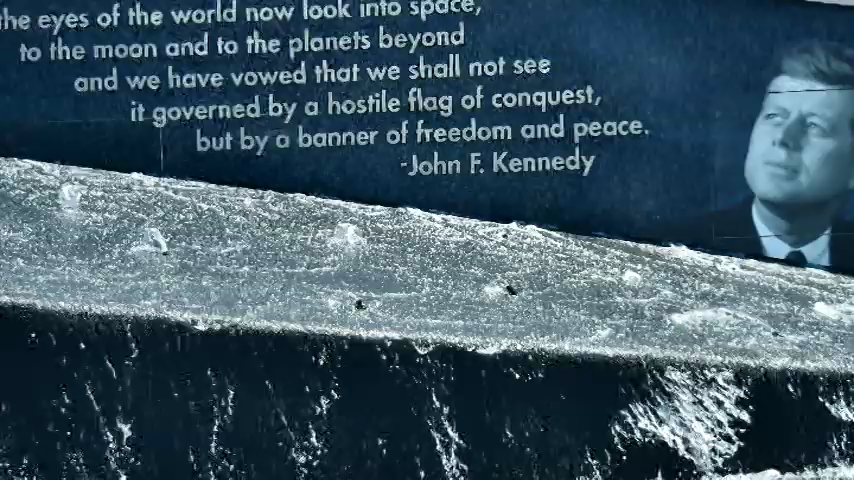 the eyes of the world now look into space,
to the moon and to the planets beyond
and we have vowed that we shall not see
it governed by a hostile flag of conquest,
but by a banner of freedom and peace.
-John F. Kennedy